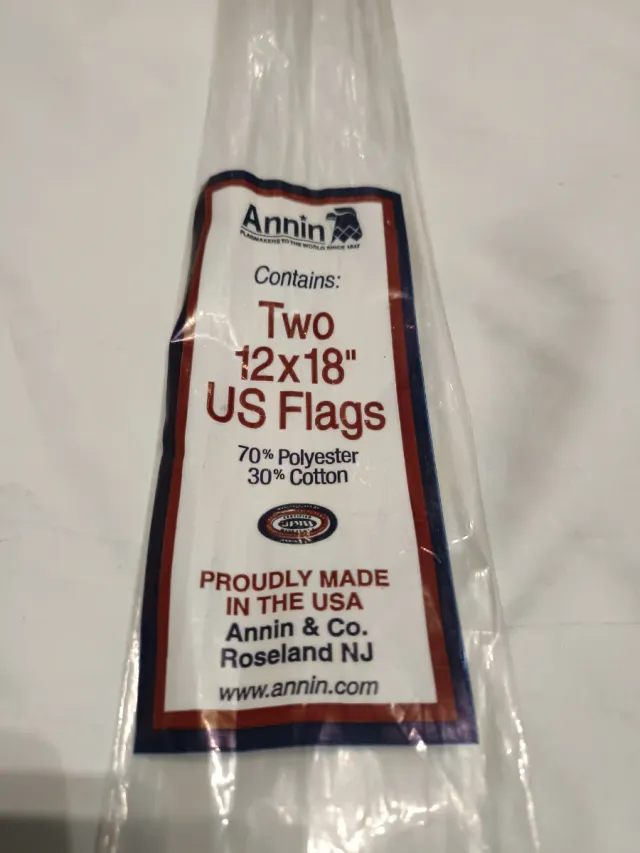 Annin
FLAGMAKERS TO THE WORLD SINCE 1847
Contains:
Two
12x18"
US Flags
70% Polyester
30% Cotton
CERTIFIED
PROUDLY MADE
IN THE USA
Annin & Co.
Roseland NJ
www.annin.com